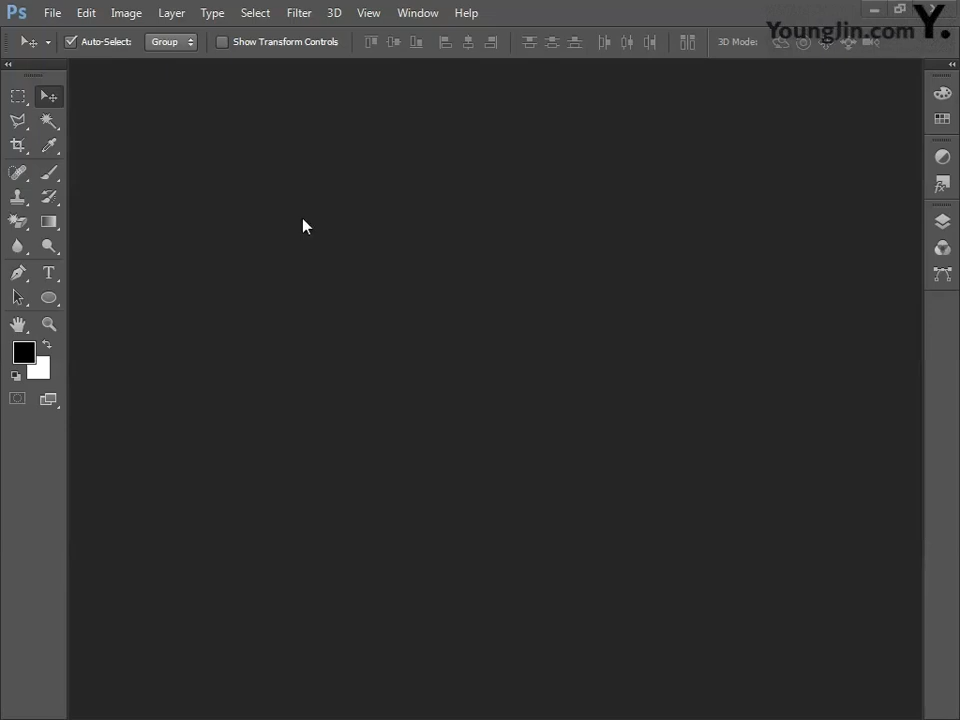 Ps File Edit Image Layer Type Select Filter 3D View Window Help
YoungJin.com Y.
Auto-Select: Group Show Transform Controls 3D Mode:
T